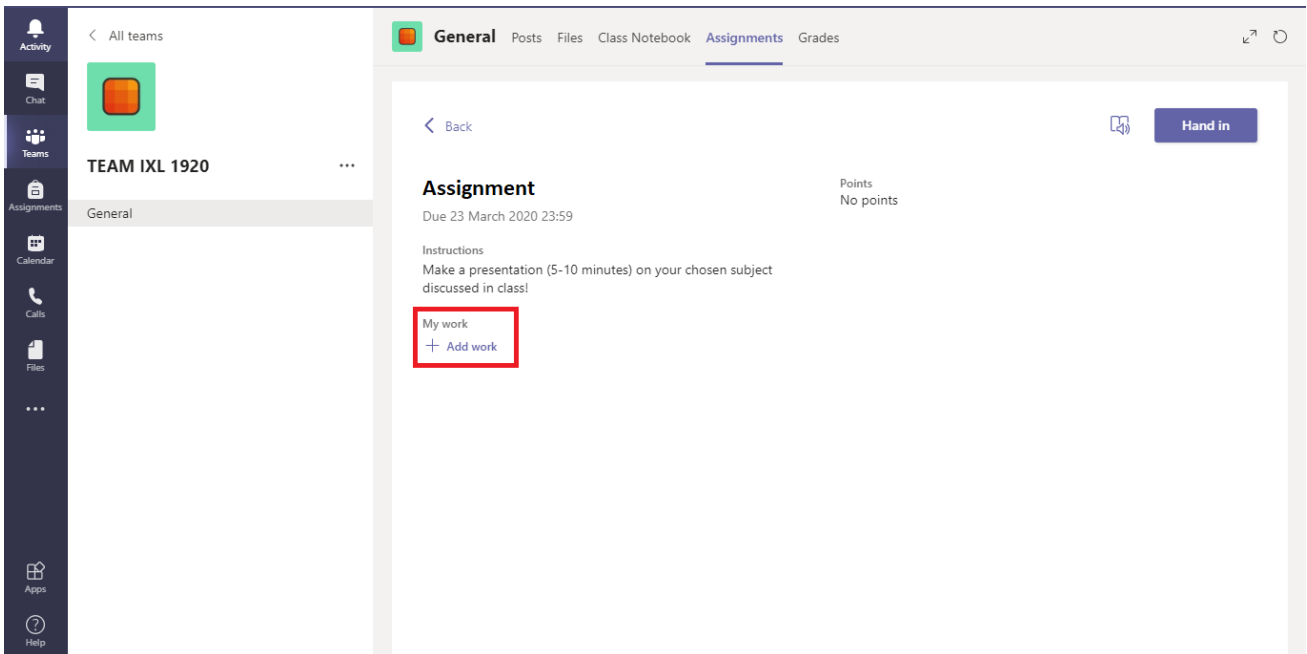 Activity
Chat
Teams
Assignments
Calendar
Calls
Files
Apps
Help
All teams
TEAM IXL 1920
General
General Posts Files Class Notebook Assignments Grades
Back
Hand in
Assignment
Due 23 March 2020 23:59
Points
No points
Instructions
Make a presentation (5-10 minutes) on your chosen subject
discussed in class!
My work
+ Add work